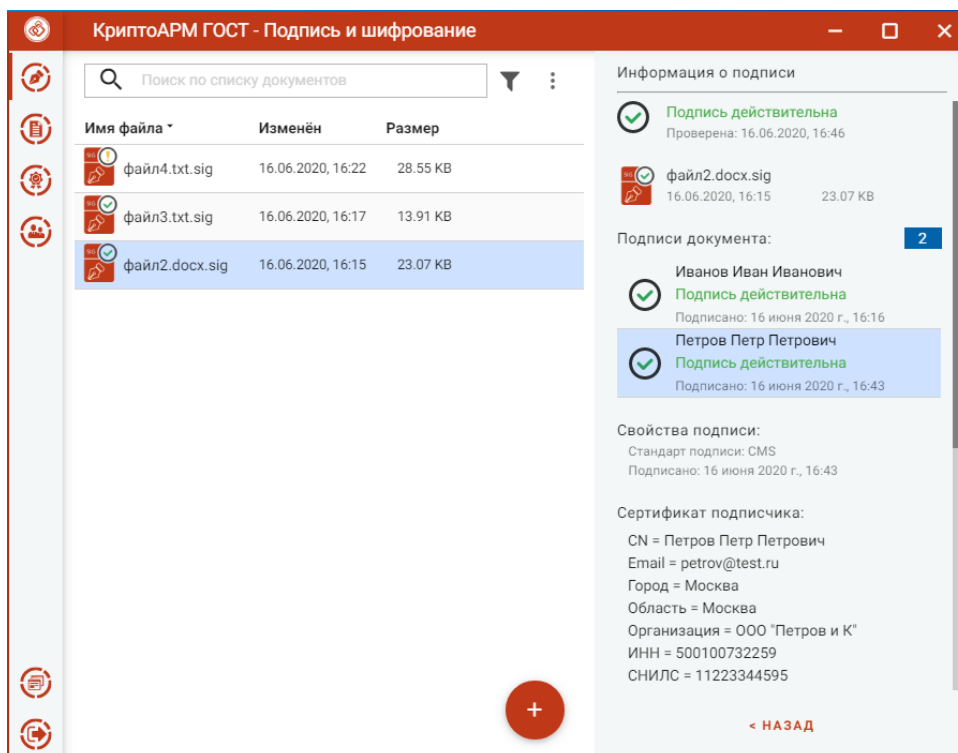 КриптоАРМ ГОСТ - Подпись и шифрование
Поиск по списку документов
Имя файла Изменён Размер
SIG файл4.txt.sig 16.06.2020, 16:22 28.55 KB
SIG файл3.txt.sig 16.06.2020, 16:17 13.91 KB
SIG файл2.docx.sig 16.06.2020, 16:15 23.07 KB
+
Информация о подписи
Подпись действительна
Проверена: 16.06.2020, 16:46
SIG файл2.docx.sig
16.06.2020, 16:15 23.07 KB
Подписи документа: 2
Иванов Иван Иванович
Подпись действительна
Подписано: 16 июня 2020 г., 16:16
Петров Петр Петрович
Подпись действительна
Подписано: 16 июня 2020 г., 16:43
Свойства подписи:
Стандарт подписи: CMS
Подписано: 16 июня 2020 г., 16:43
Сертификат подписчика:
CN = Петров Петр Петрович
Email = petrov@test.ru
Город = Москва
Область = Москва
Организация = ООО "Петров и К"
ИНН = 500100732259
СНИЛС = 11223344595
< НАЗАД